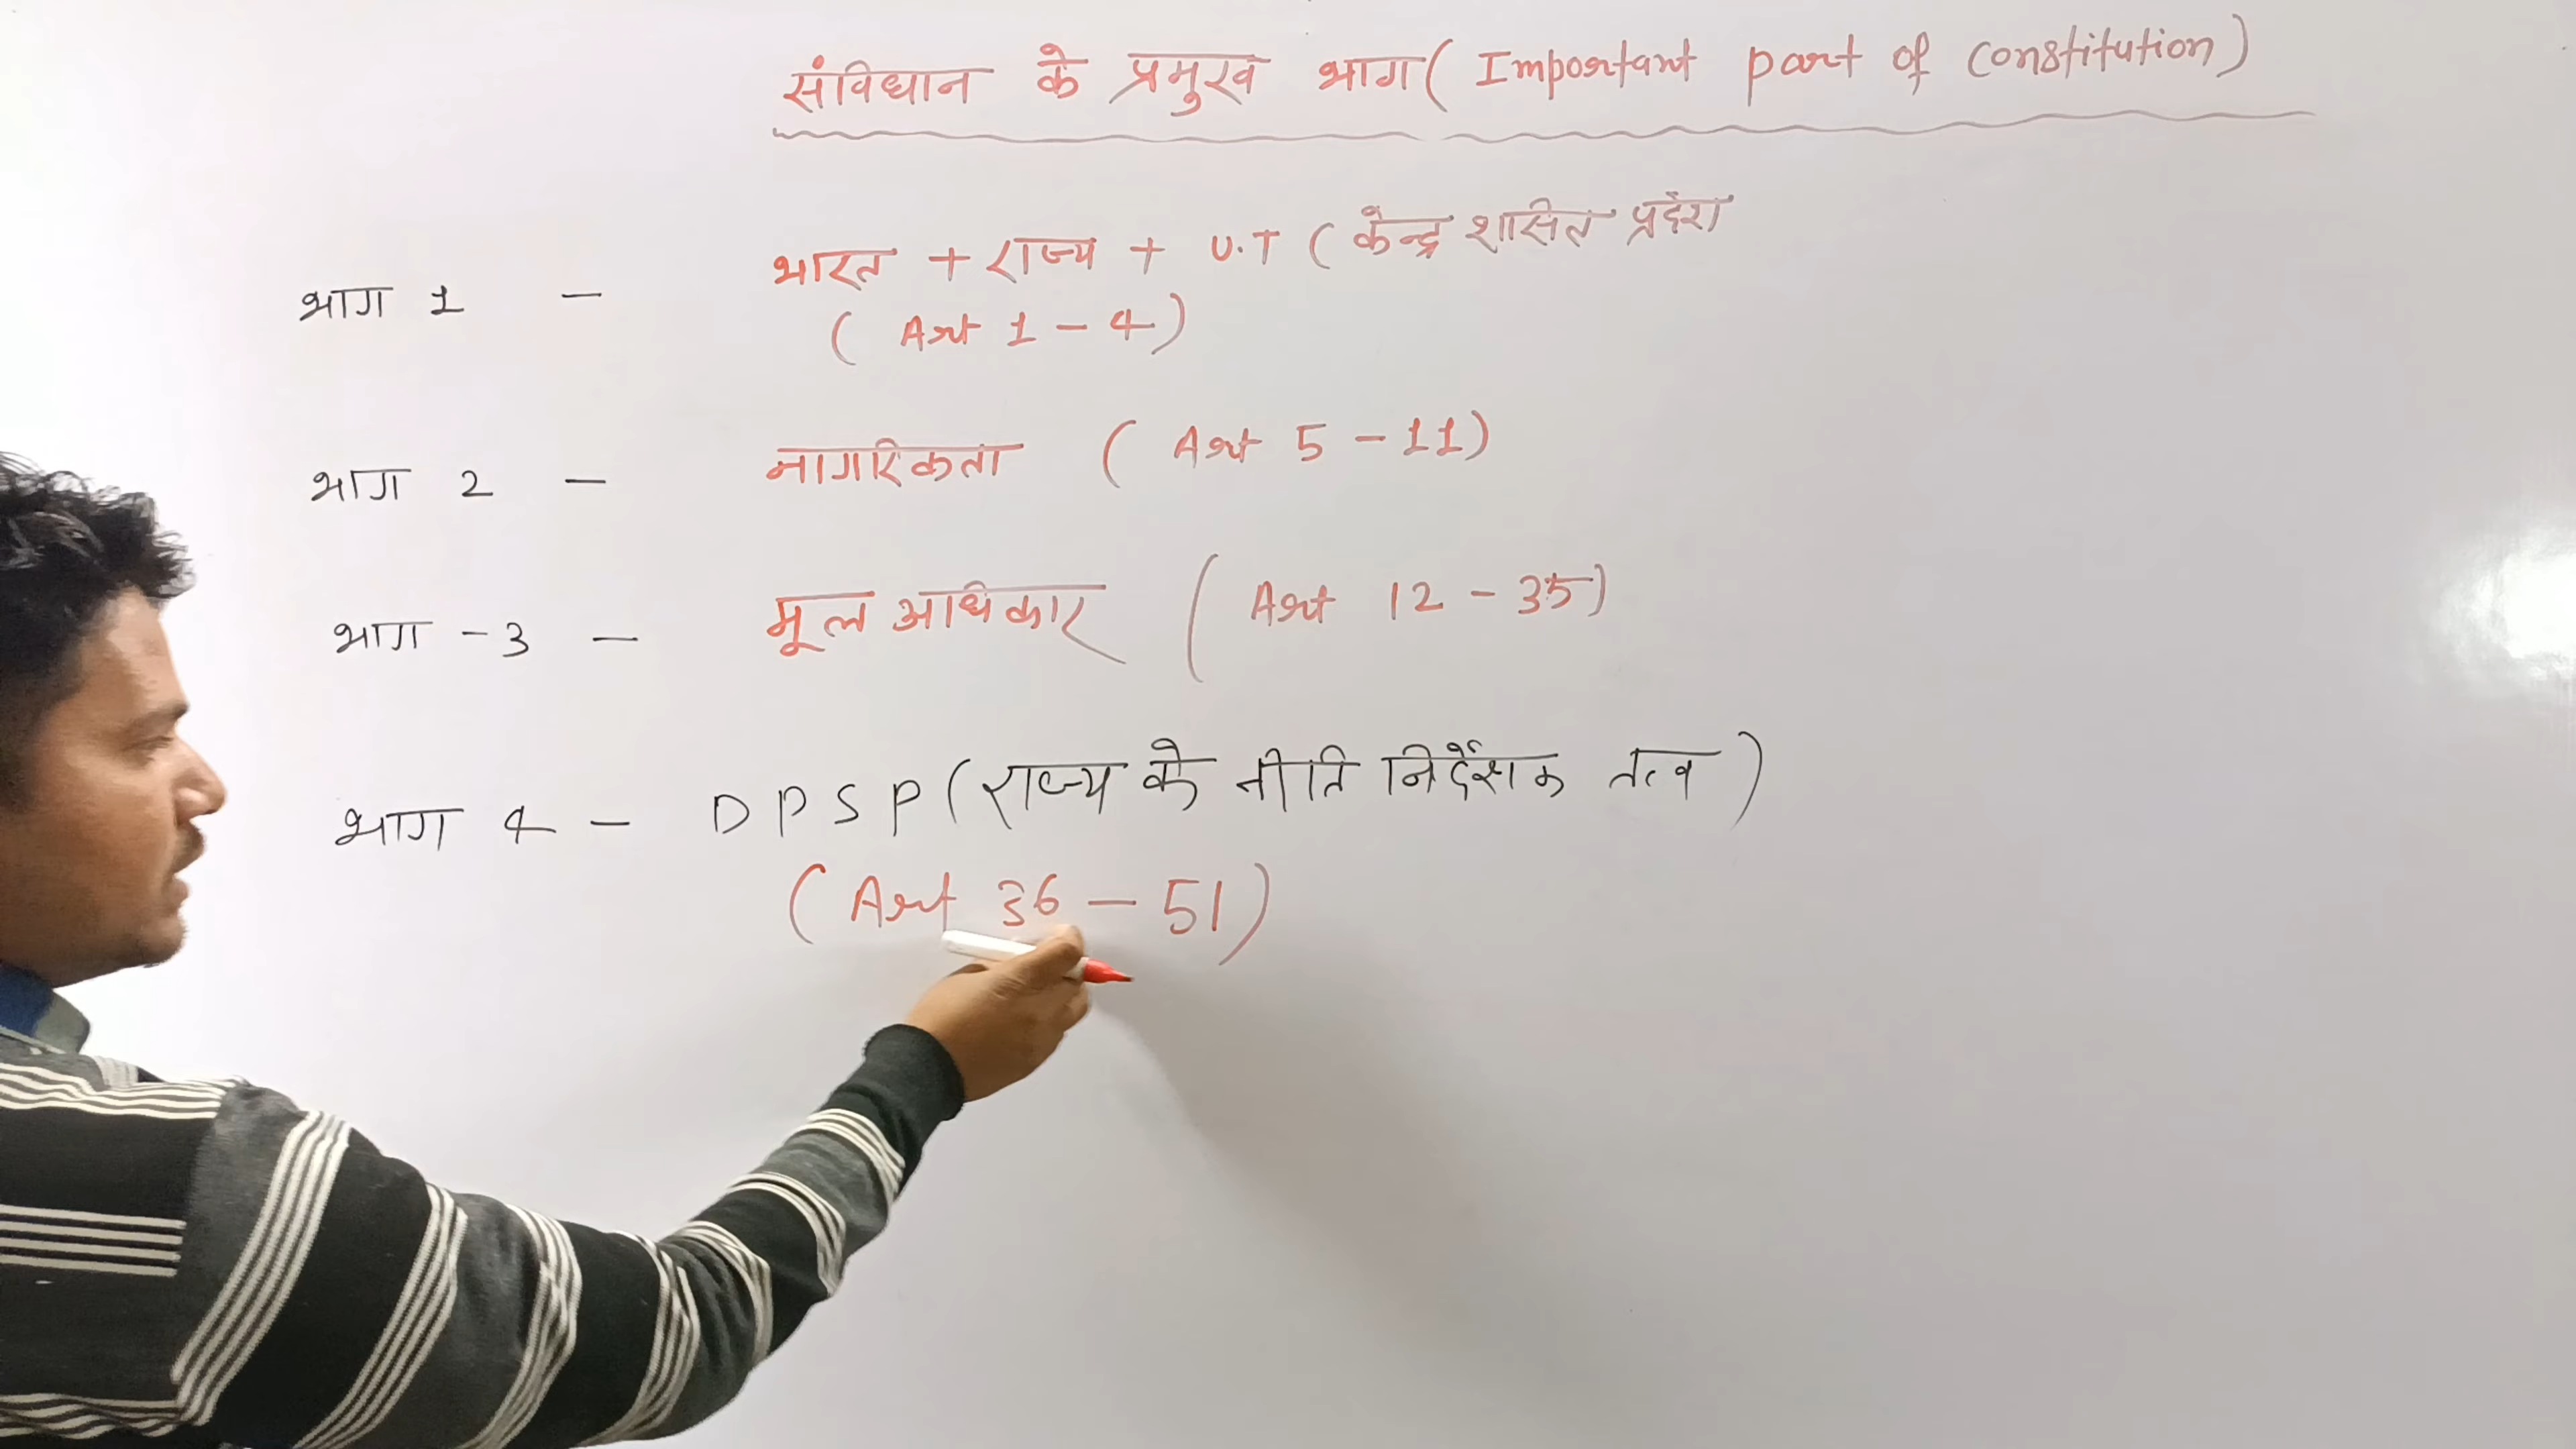 संविधान के प्रमुख भाग ( Important part of constitution)
भाग 1 - भारत + राज्य + U.T ( केन्द्र शासित प्रदेश
( Art 1 - 4 )
भाग 2 - नागरिकता ( Art 5 - 11 )
भाग - 3 - मूल अधिकार ( Art 12 - 35 )
भाग 4 - DPSP ( राज्य के नीति निर्देशक तत्व )
( Art 36 - 51 )